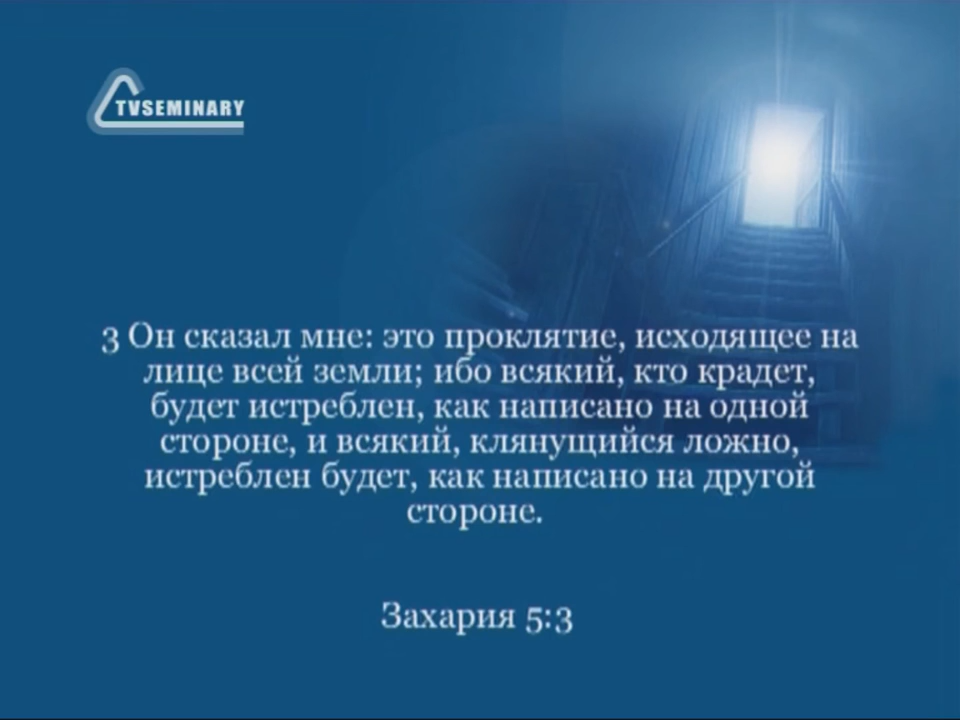 TVSEMINARY
3 Он сказал мне: это проклятие, исходящее на
лице всей земли; ибо всякий, кто крадет,
будет истреблен, как написано на одной
стороне, и всякий, клянущийся ложно,
истреблен будет, как написано на другой
стороне.
Захария 5:3